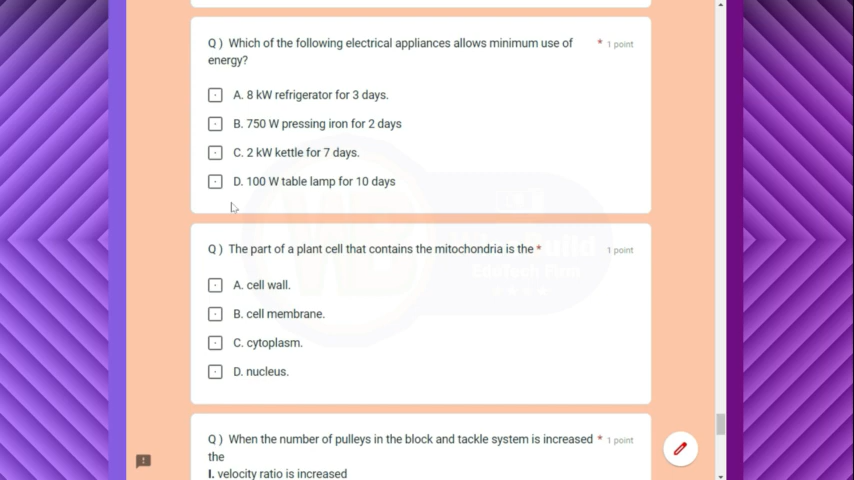 Q ) Which of the following electrical appliances allows minimum use of * 1 point
energy?
A. 8 kW refrigerator for 3 days.
B. 750 W pressing iron for 2 days
C. 2 kW kettle for 7 days.
D. 100 W table lamp for 10 days
Q ) The part of a plant cell that contains the mitochondria is the * 1 point
A. cell wall.
B. cell membrane.
C. cytoplasm.
D. nucleus.
Q ) When the number of pulleys in the block and tackle system is increased * 1 point
the
I. velocity ratio is increased